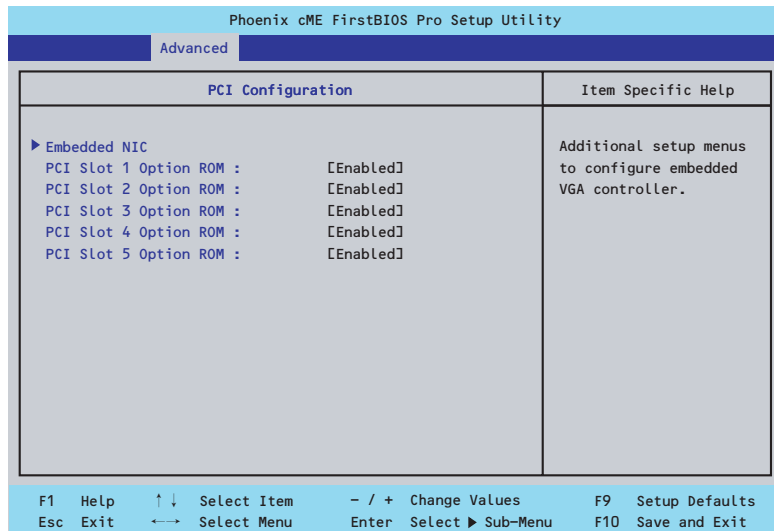 Phoenix cME FirstBIOS Pro Setup Utility
Advanced
PCI Configuration
Item Specific Help
▶ Embedded NIC
PCI Slot 1 Option ROM : [Enabled]
PCI Slot 2 Option ROM : [Enabled]
PCI Slot 3 Option ROM : [Enabled]
PCI Slot 4 Option ROM : [Enabled]
PCI Slot 5 Option ROM : [Enabled]
Additional setup menus
to configure embedded
VGA controller.
F1 Help ↑↓ Select Item - / + Change Values F9 Setup Defaults
Esc Exit ←→ Select Menu Enter Select ▶ Sub-Menu F10 Save and Exit